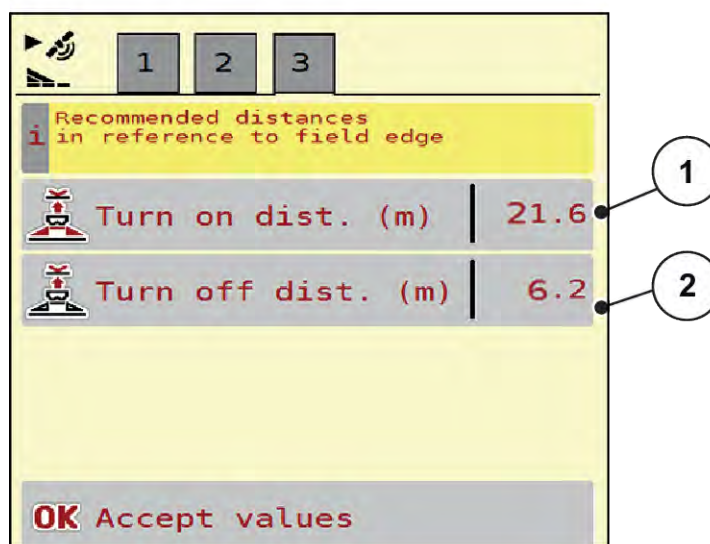 1 2 3
i Recommended distances
in reference to field edge
Turn on dist. (m) 21.6
1
Turn off dist. (m) 6.2
2
OK Accept values